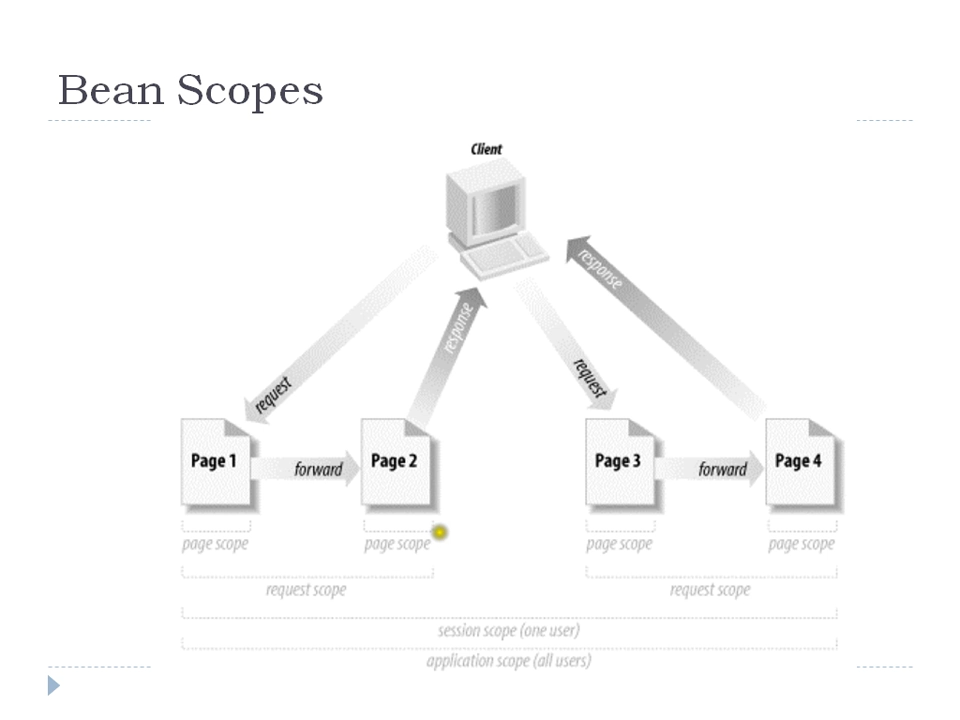 Bean Scopes
Client
request
response
request
response
Page 1
forward
Page 2
Page 3
forward
Page 4
page scope
page scope
page scope
page scope
request scope
request scope
session scope (one user)
application scope (all users)